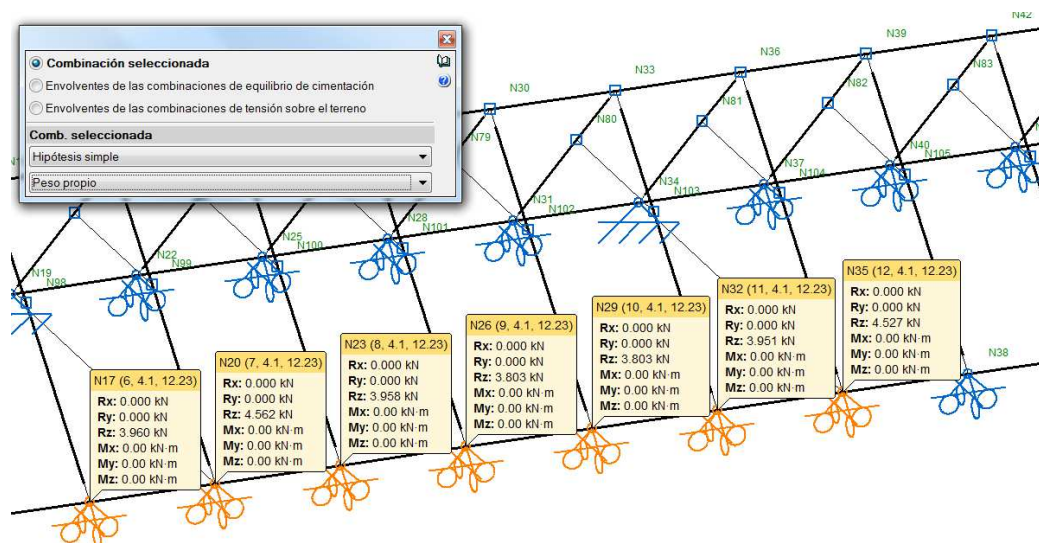 Combinación seleccionada
Envolventes de las combinaciones de equilibrio de cimentación
Envolventes de las combinaciones de tensión sobre el terreno
Comb. seleccionada
Hipótesis simple
Peso propio
N42
N39
N36
N33
N30
N83
N82
N81
N80
N79
N40
N105
N37
N104
N34
N103
N31
N102
N28
N101
N25
N100
N22
N99
N19
N98
N38
N17 (6, 4.1, 12.23)
Rx: 0.000 kN
Ry: 0.000 kN
Rz: 3.960 kN
Mx: 0.00 kN·m
My: 0.00 kN·m
Mz: 0.00 kN·m
N20 (7, 4.1, 12.23)
Rx: 0.000 kN
Ry: 0.000 kN
Rz: 4.562 kN
Mx: 0.00 kN·m
My: 0.00 kN·m
Mz: 0.00 kN·m
N23 (8, 4.1, 12.23)
Rx: 0.000 kN
Ry: 0.000 kN
Rz: 3.958 kN
Mx: 0.00 kN·m
My: 0.00 kN·m
Mz: 0.00 kN·m
N26 (9, 4.1, 12.23)
Rx: 0.000 kN
Ry: 0.000 kN
Rz: 3.803 kN
Mx: 0.00 kN·m
My: 0.00 kN·m
Mz: 0.00 kN·m
N29 (10, 4.1, 12.23)
Rx: 0.000 kN
Ry: 0.000 kN
Rz: 3.803 kN
Mx: 0.00 kN·m
My: 0.00 kN·m
Mz: 0.00 kN·m
N32 (11, 4.1, 12.23)
Rx: 0.000 kN
Ry: 0.000 kN
Rz: 3.951 kN
Mx: 0.00 kN·m
My: 0.00 kN·m
Mz: 0.00 kN·m
N35 (12, 4.1, 12.23)
Rx: 0.000 kN
Ry: 0.000 kN
Rz: 4.527 kN
Mx: 0.00 kN·m
My: 0.00 kN·m
Mz: 0.00 kN·m